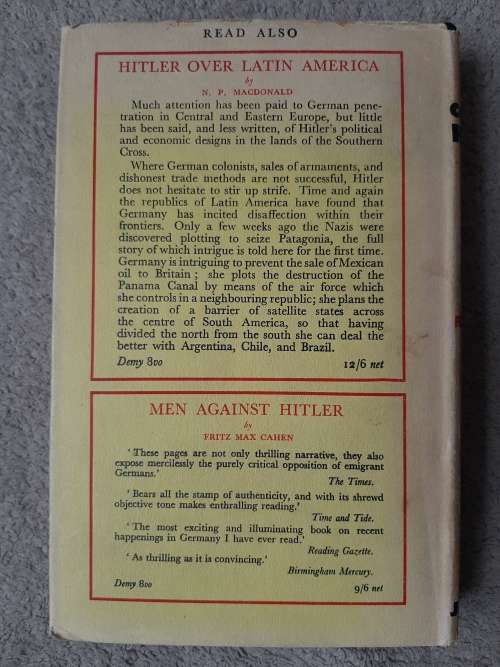 READ ALSO
HITLER OVER LATIN AMERICA
by
N. P. MACDONALD
Much attention has been paid to German pene-
tration in Central and Eastern Europe, but little
has been said, and less written, of Hitler's political
and economic designs in the lands of the Southern
Cross.
Where German colonists, sales of armaments, and
dishonest trade methods are not successful, Hitler
does not hesitate to stir up strife. Time and again
the republics of Latin America have found that
Germany has incited disaffection within their
frontiers. Only a few weeks ago the Nazis were
discovered plotting to seize Patagonia, the full
story of which intrigue is told here for the first time.
Germany is intriguing to prevent the sale of Mexican
oil to Britain; she plots the destruction of the
Panama Canal by means of the air force which
she controls in a neighbouring republic; she plans the
creation of a barrier of satellite states across
the centre of South America, so that having
divided the north from the south she can deal the
better with Argentina, Chile, and Brazil.
Demy 8vo 12/6 net
MEN AGAINST HITLER
by
FRITZ MAX CAHEN
'These pages are not only thrilling narrative, they also
expose mercilessly the purely critical opposition of emigrant
Germans.'
The Times.
'Bears all the stamp of authenticity, and with its shrewd
objective tone makes enthralling reading.'
Time and Tide.
'The most exciting and illuminating book on recent
happenings in Germany I have ever read.'
Reading Gazette.
'As thrilling as it is convincing.'
Birmingham Mercury.
Demy 8vo 9/6 net